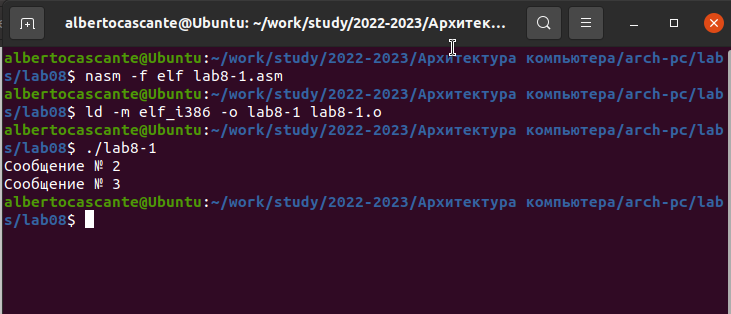 albertocascante@Ubuntu: ~/work/study/2022-2023/Архитек...
albertocascante@Ubuntu:~/work/study/2022-2023/Архитектура компьютера/arch-pc/lab
s/lab08$ nasm -f elf lab8-1.asm
albertocascante@Ubuntu:~/work/study/2022-2023/Архитектура компьютера/arch-pc/lab
s/lab08$ ld -m elf_i386 -o lab8-1 lab8-1.o
albertocascante@Ubuntu:~/work/study/2022-2023/Архитектура компьютера/arch-pc/lab
s/lab08$ ./lab8-1
Сообщение № 2
Сообщение № 3
albertocascante@Ubuntu:~/work/study/2022-2023/Архитектура компьютера/arch-pc/lab
s/lab08$